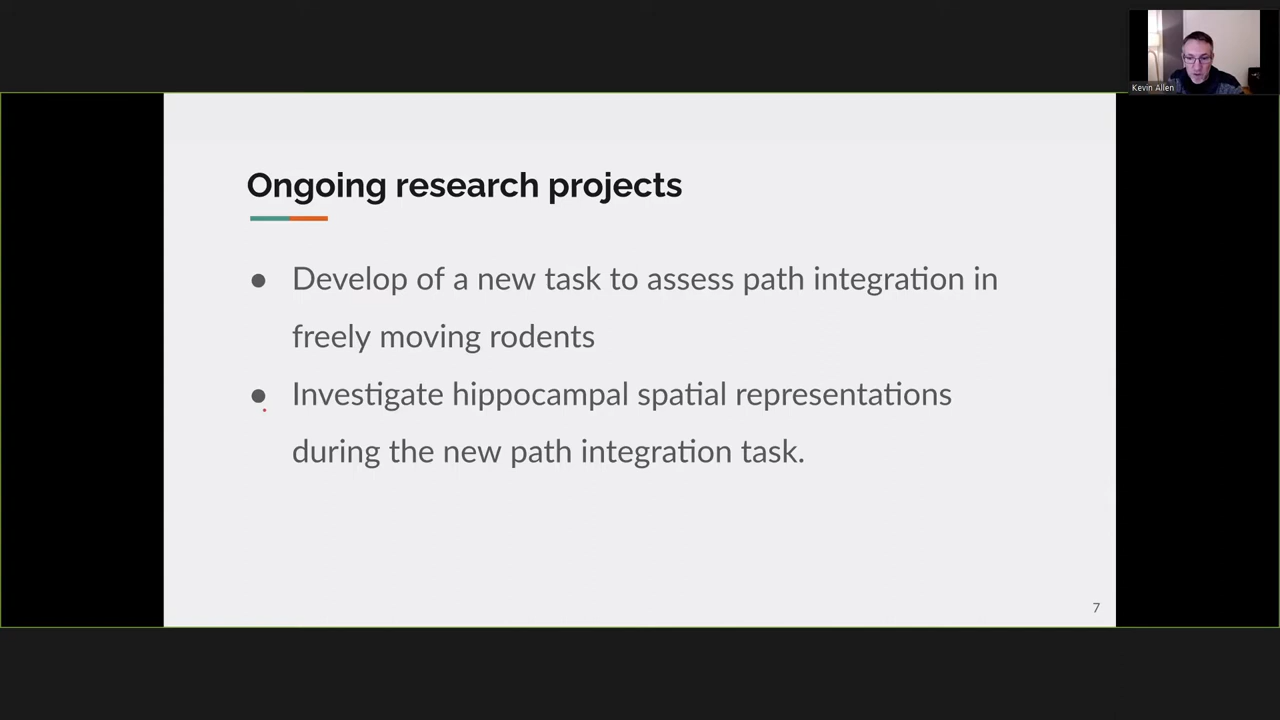 Kevin Allen
Ongoing research projects
● Develop of a new task to assess path integration in
freely moving rodents
● Investigate hippocampal spatial representations
during the new path integration task.
7